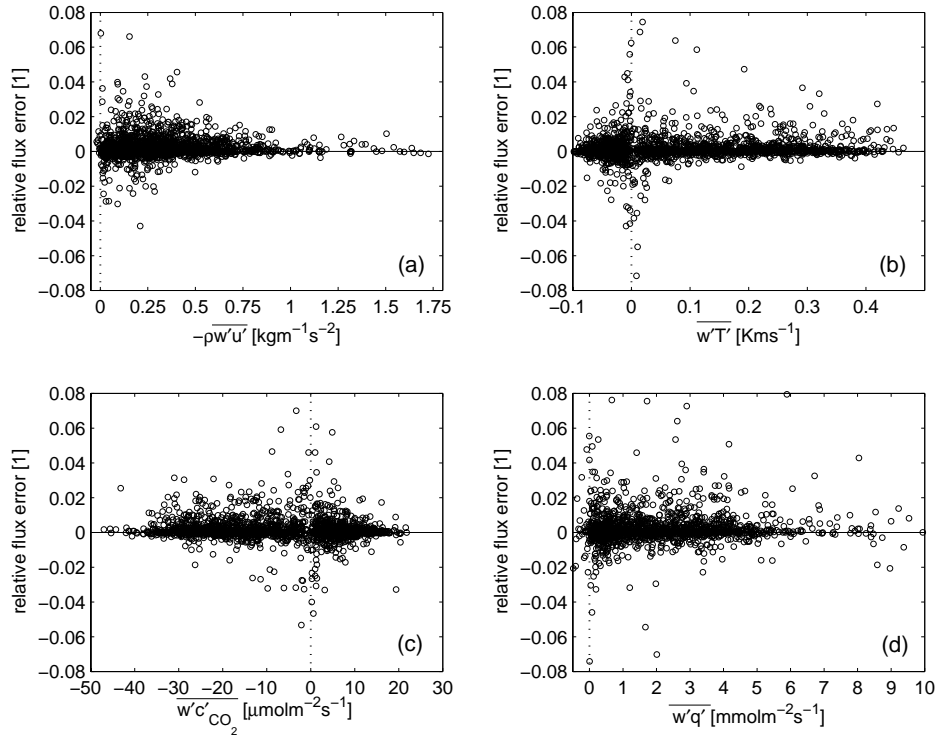 0.08
0.06
0.04
0.02
0
−0.02
−0.04
−0.06
−0.08
relative flux error [1]
(a)
0 0.25 0.5 0.75 1 1.25 1.5 1.75
−ρw'u' [kgm⁻¹s⁻²]
0.08
0.06
0.04
0.02
0
−0.02
−0.04
−0.06
−0.08
relative flux error [1]
(b)
−0.1 0 0.1 0.2 0.3 0.4
w'T' [Kms⁻¹]
0.08
0.06
0.04
0.02
0
−0.02
−0.04
−0.06
−0.08
relative flux error [1]
(c)
−50 −40 −30 −20 −10 0 10 20 30
w'c'CO₂ [μmolm⁻²s⁻¹]
0.08
0.06
0.04
0.02
0
−0.02
−0.04
−0.06
−0.08
relative flux error [1]
(d)
0 1 2 3 4 5 6 7 8 9 10
w'q' [mmolm⁻²s⁻¹]